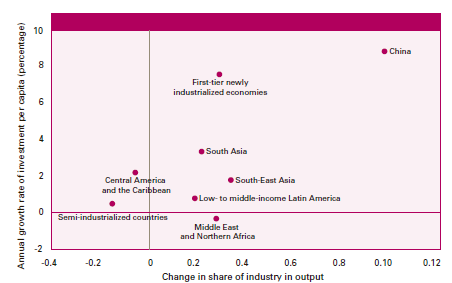 Annual growth rate of investment per capita (percentage)
10
8
6
4
2
0
-2
China
First-tier newly
industrialized economies
South Asia
Central America
and the Caribbean
South-East Asia
Low- to middle-income Latin America
Semi-industrialized countries
Middle East
and Northern Africa
-0.4
-0.2
0
0.2
0.4
0.6
0.8
0.10
0.12
Change in share of industry in output